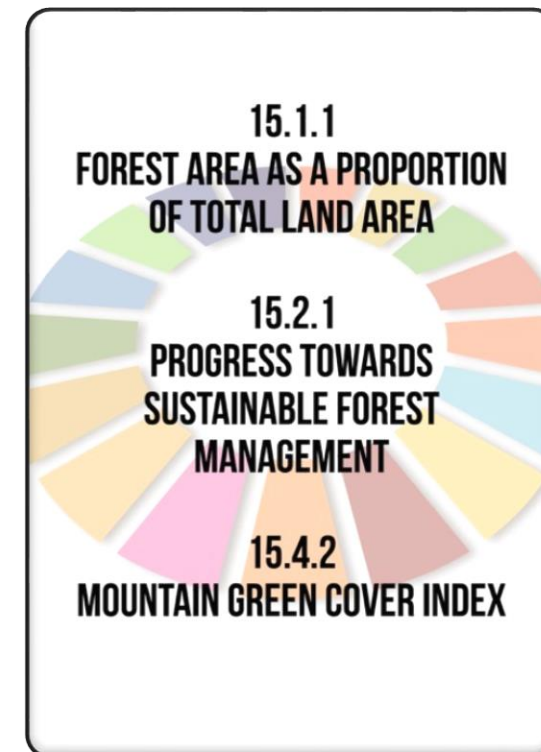 15.1.1
FOREST AREA AS A PROPORTION
OF TOTAL LAND AREA
15.2.1
PROGRESS TOWARDS
SUSTAINABLE FOREST
MANAGEMENT
15.4.2
MOUNTAIN GREEN COVER INDEX